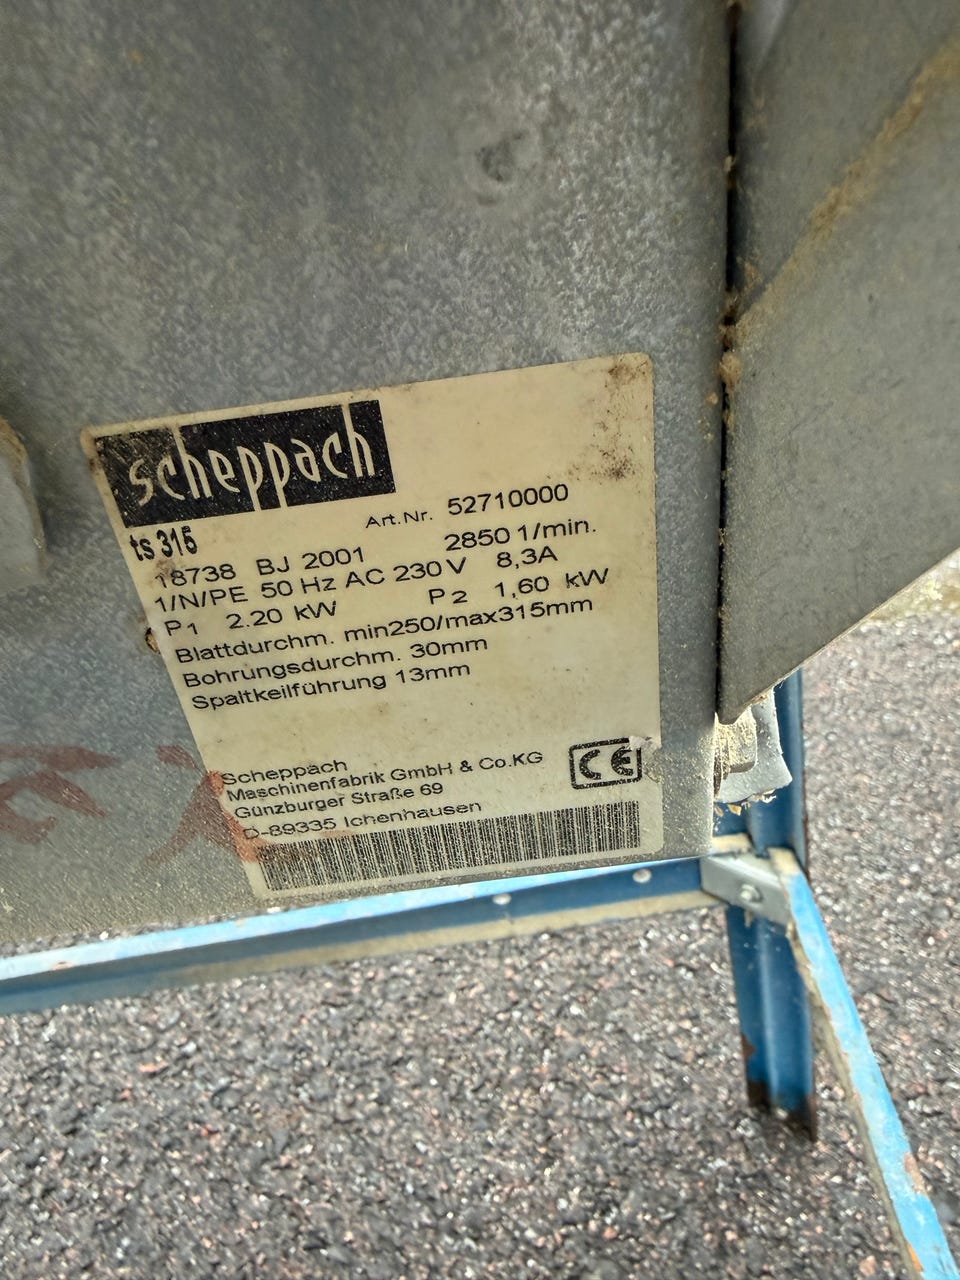 scheppach
ts 315
Art.Nr. 52710000
18738 BJ 2001 2850 1/min.
1/N/PE 50 Hz AC 230 V 8,3A
P1 2.20 kW P2 1,60 kW
Blattdurchm. min250/max315mm
Bohrungsdurchm. 30mm
Spaltkeilführung 13mm
Scheppach
Maschinenfabrik GmbH & Co.KG
Günzburger Straße 69
D-89335 Ichenhausen
CE